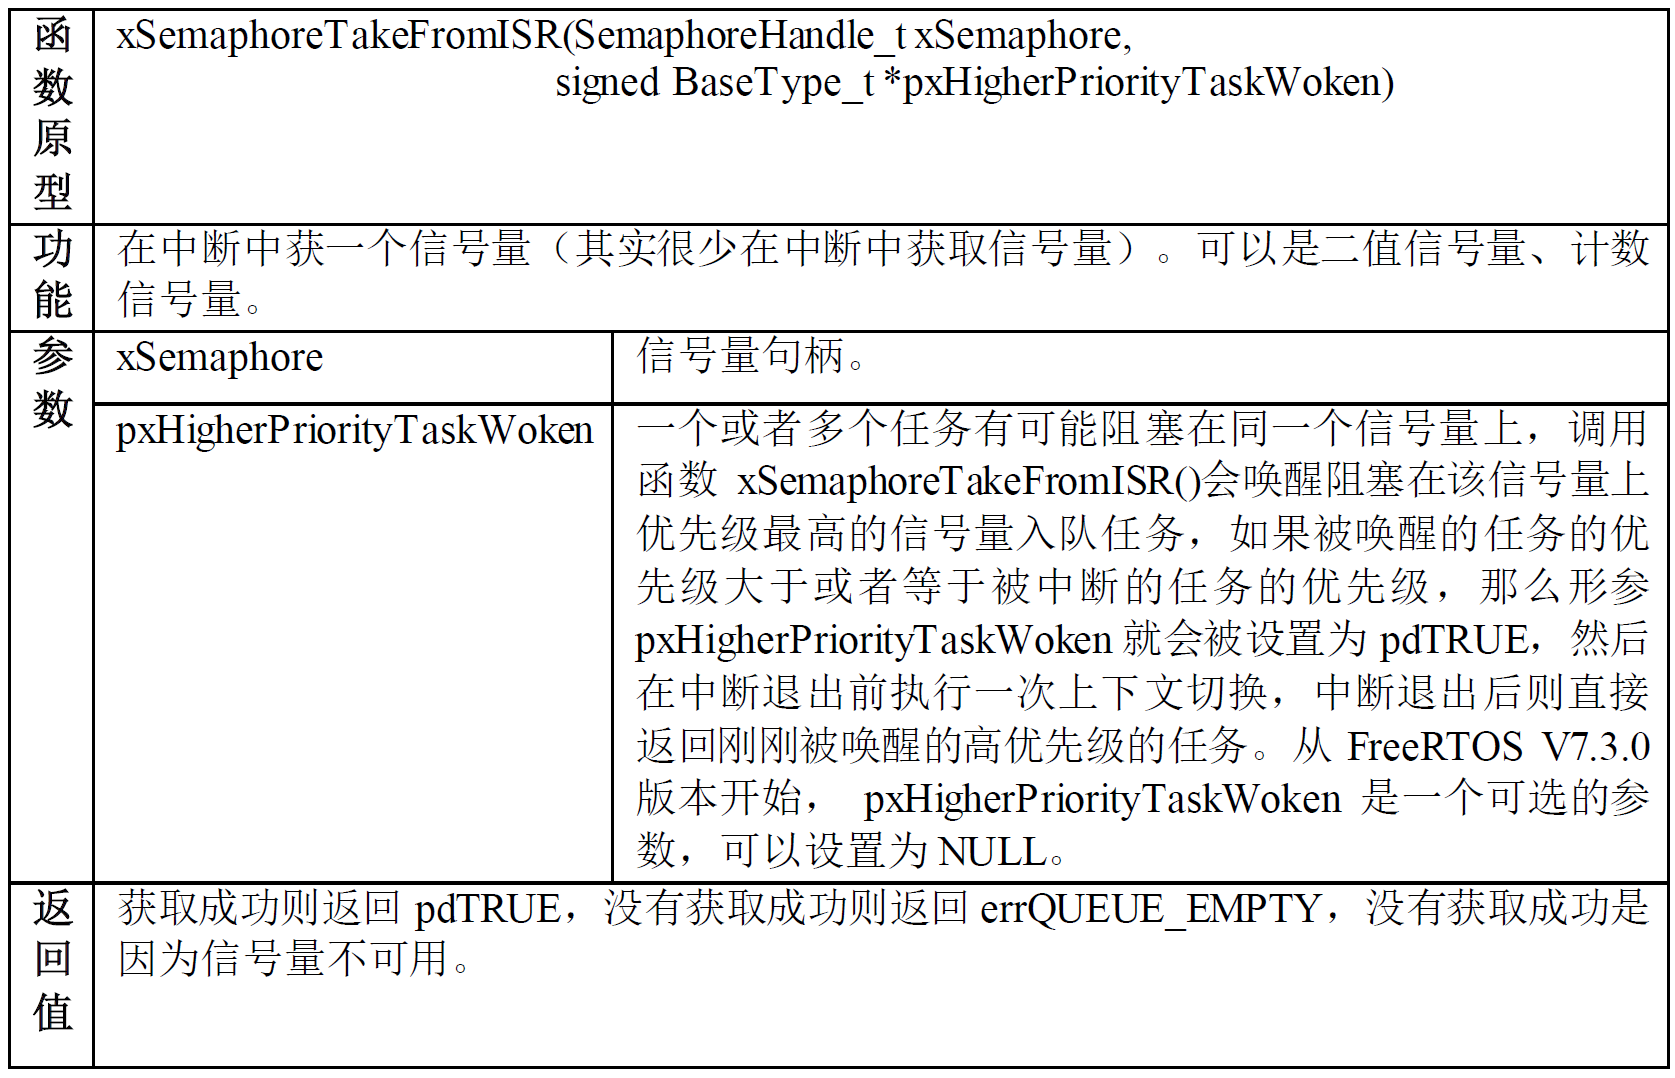 函数原型
xSemaphoreTakeFromISR(SemaphoreHandle_t xSemaphore,
signed BaseType_t *pxHigherPriorityTaskWoken)
功能
在中断中获一个信号量（其实很少在中断中获取信号量）。可以是二值信号量、计数
信号量。
参数
xSemaphore
信号量句柄。
pxHigherPriorityTaskWoken
一个或者多个任务有可能阻塞在同一个信号量上，调用
函数 xSemaphoreTakeFromISR()会唤醒阻塞在该信号量上
优先级最高的信号量入队任务，如果被唤醒的任务的优
先级大于或者等于被中断的任务的优先级，那么形参
pxHigherPriorityTaskWoken 就会被设置为 pdTRUE，然后
在中断退出前执行一次上下文切换，中断退出后则直接
返回刚刚被唤醒的高优先级的任务。从 FreeRTOS V7.3.0
版本开始， pxHigherPriorityTaskWoken 是一个可选的参
数，可以设置为 NULL。
返回值
获取成功则返回 pdTRUE，没有获取成功则返回 errQUEUE_EMPTY，没有获取成功是
因为信号量不可用。